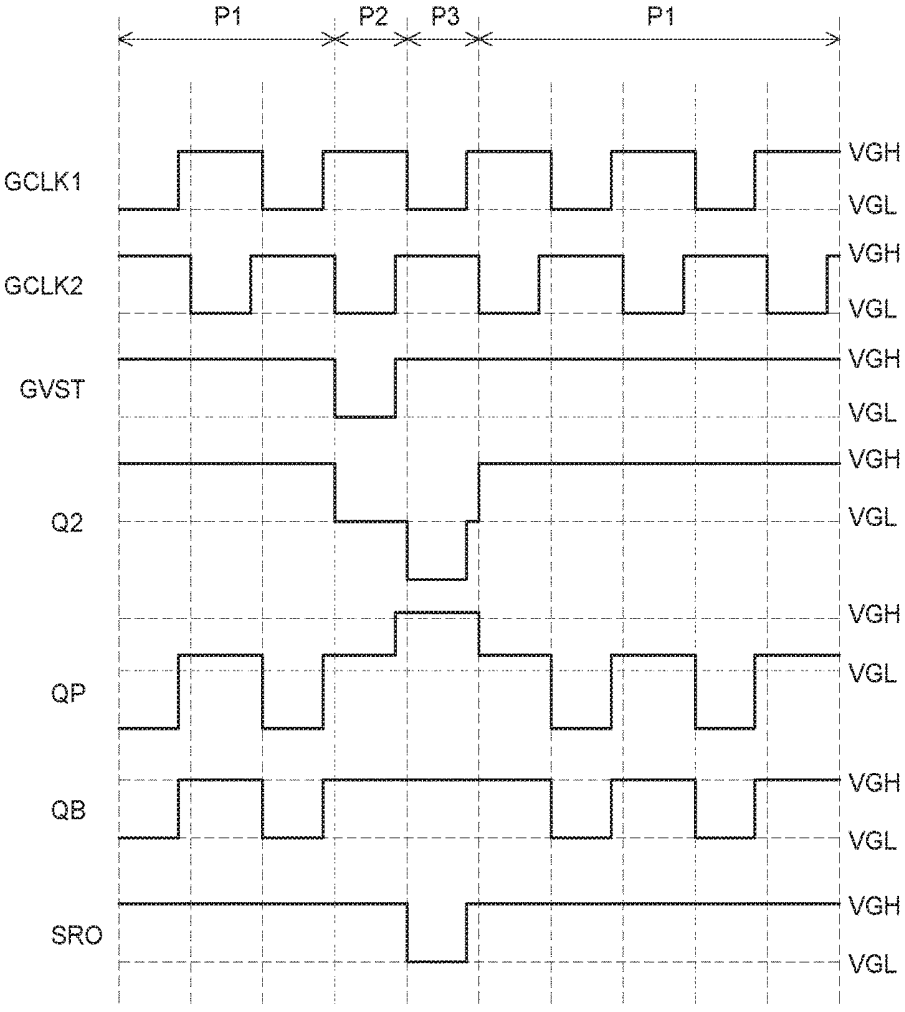 P1 P2 P3 P1
GCLK1 VGH
VGL
GCLK2 VGH
VGL
GVST VGH
VGL
VGH
Q2 VGL
VGH
QP VGL
QB VGH
VGL
SRO VGH
VGL